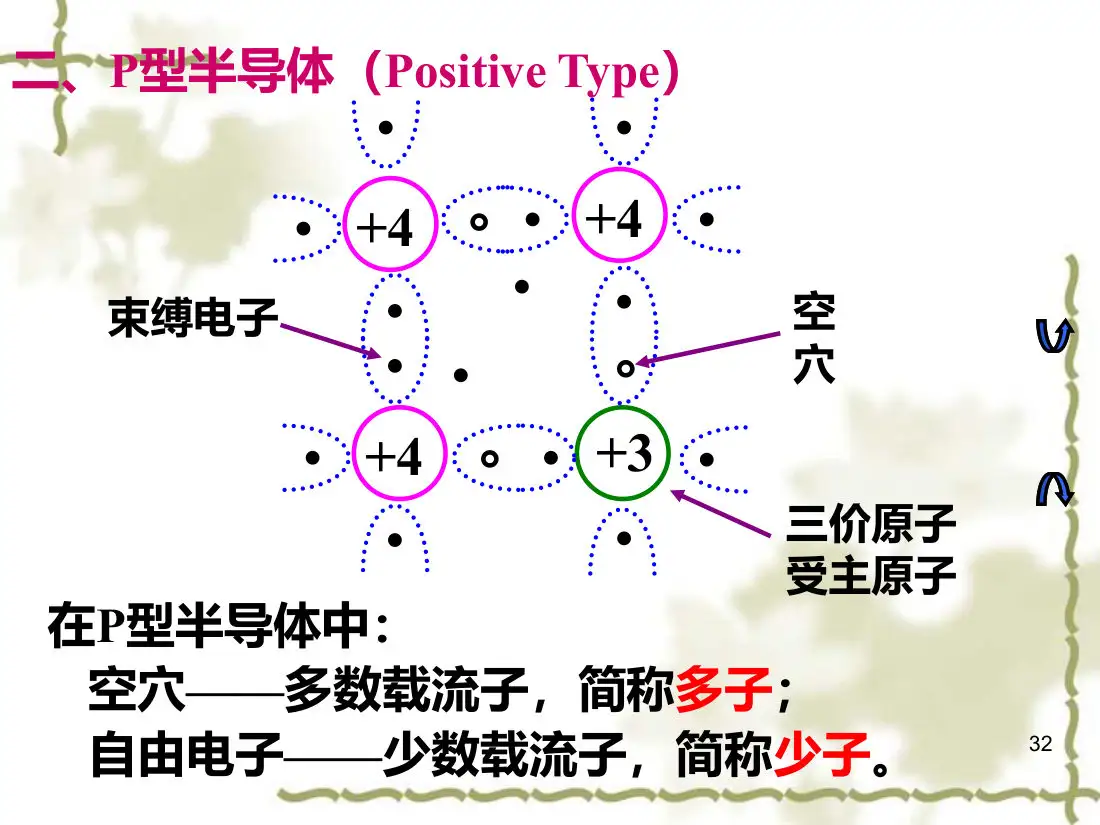 二、P型半导体（Positive Type）
+4
+4
束缚电子
空
穴
+4
+3
三价原子
受主原子
在P型半导体中：
空穴——多数载流子，简称多子；
自由电子——少数载流子，简称少子。
32